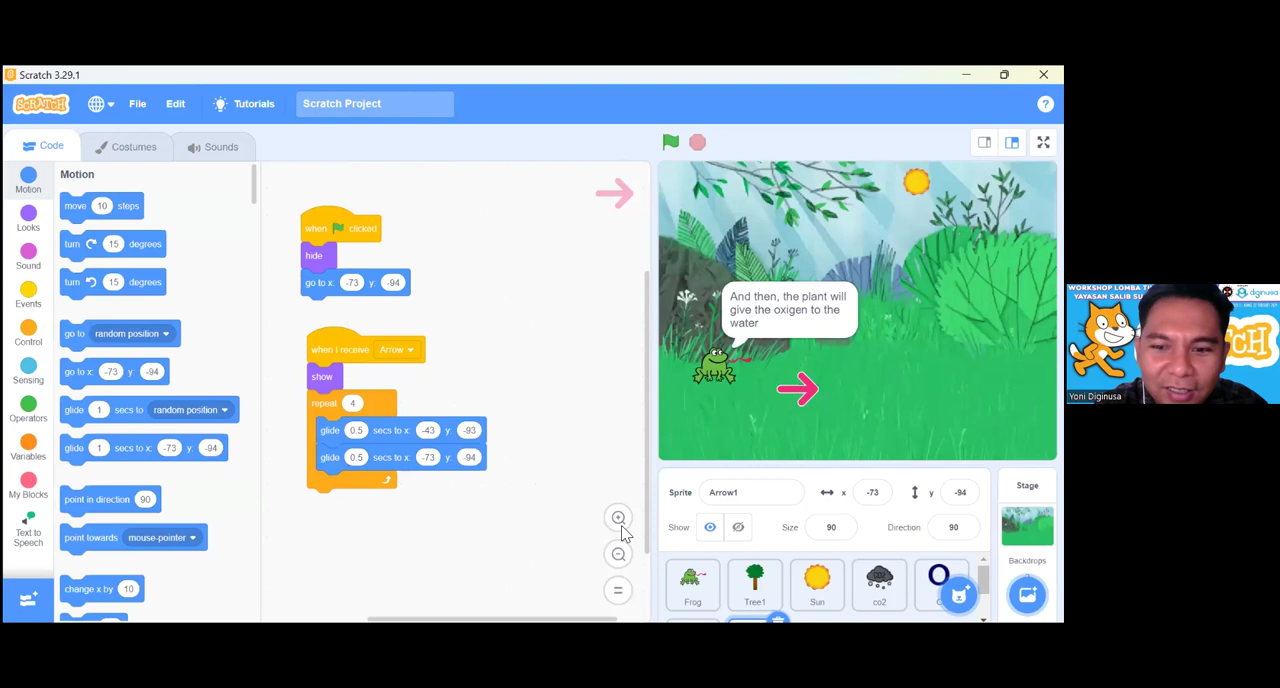 Scratch 3.29.1
SCRATCH
File
Edit
Tutorials
Scratch Project
?
Code
Costumes
Sounds
Motion
Looks
Sound
Events
Control
Sensing
Operators
Variables
My Blocks
Text to
Speech
Motion
move 10 steps
turn 15 degrees
turn 15 degrees
go to random position
go to x: -73 y: -94
glide 1 secs to random position
glide 1 secs to x: -73 y: -94
point in direction 90
point towards mouse-pointer
change x by 10
when clicked
hide
go to x: -73 y: -94
when I receive Arrow
show
repeat 4
glide 0.5 secs to x: -43 y: -93
glide 0.5 secs to x: -73 y: -94
And then, the plant will
give the oxigen to the
water
Sprite Arrow1 x -73 y -94
Show Size 90 Direction 90
Frog
Tree1
Sun
CO2
co2
Stage
Backdrops
diginusa
YAYASAN SALIB SU
Yoni Diginusa